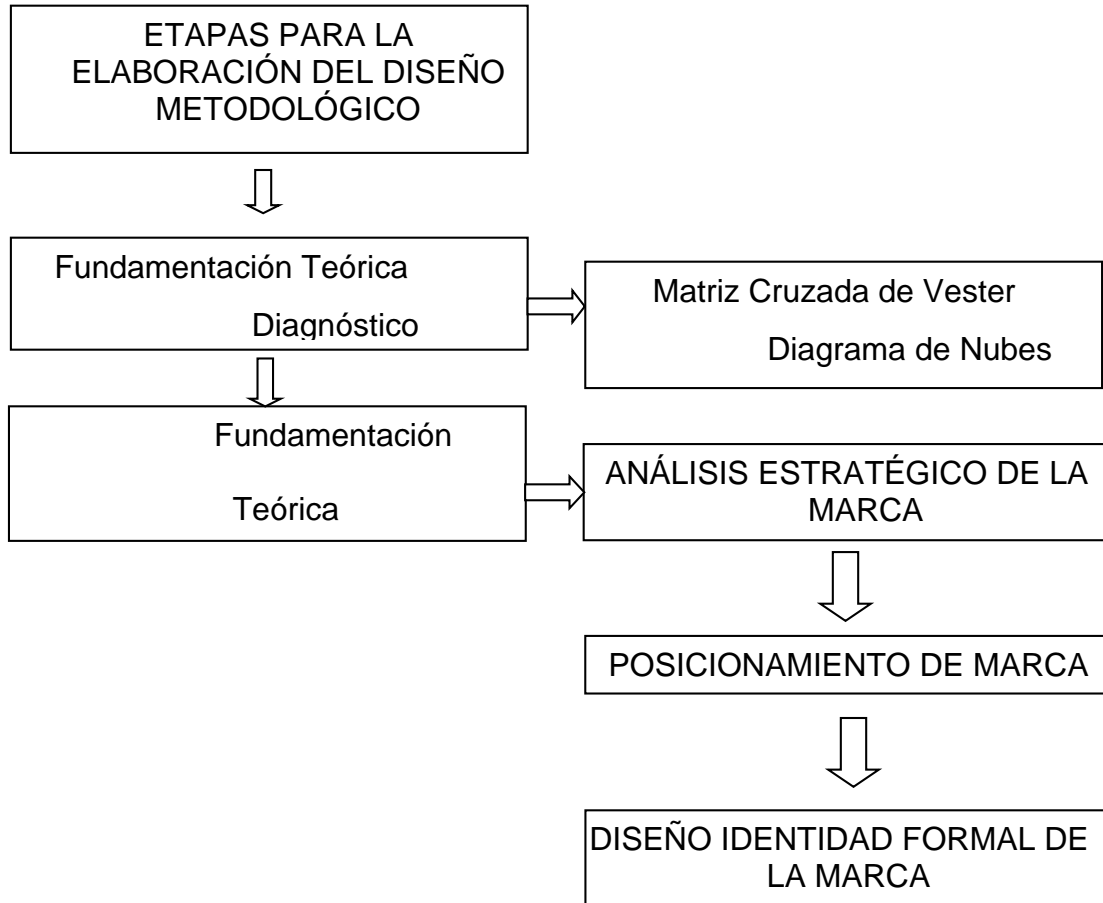 ETAPAS PARA LA
ELABORACIÓN DEL DISEÑO
METODOLÓGICO
Fundamentación Teórica
Diagnóstico
Matriz Cruzada de Vester
Diagrama de Nubes
Fundamentación
Teórica
ANÁLISIS ESTRATÉGICO DE LA
MARCA
POSICIONAMIENTO DE MARCA
DISEÑO IDENTIDAD FORMAL DE
LA MARCA